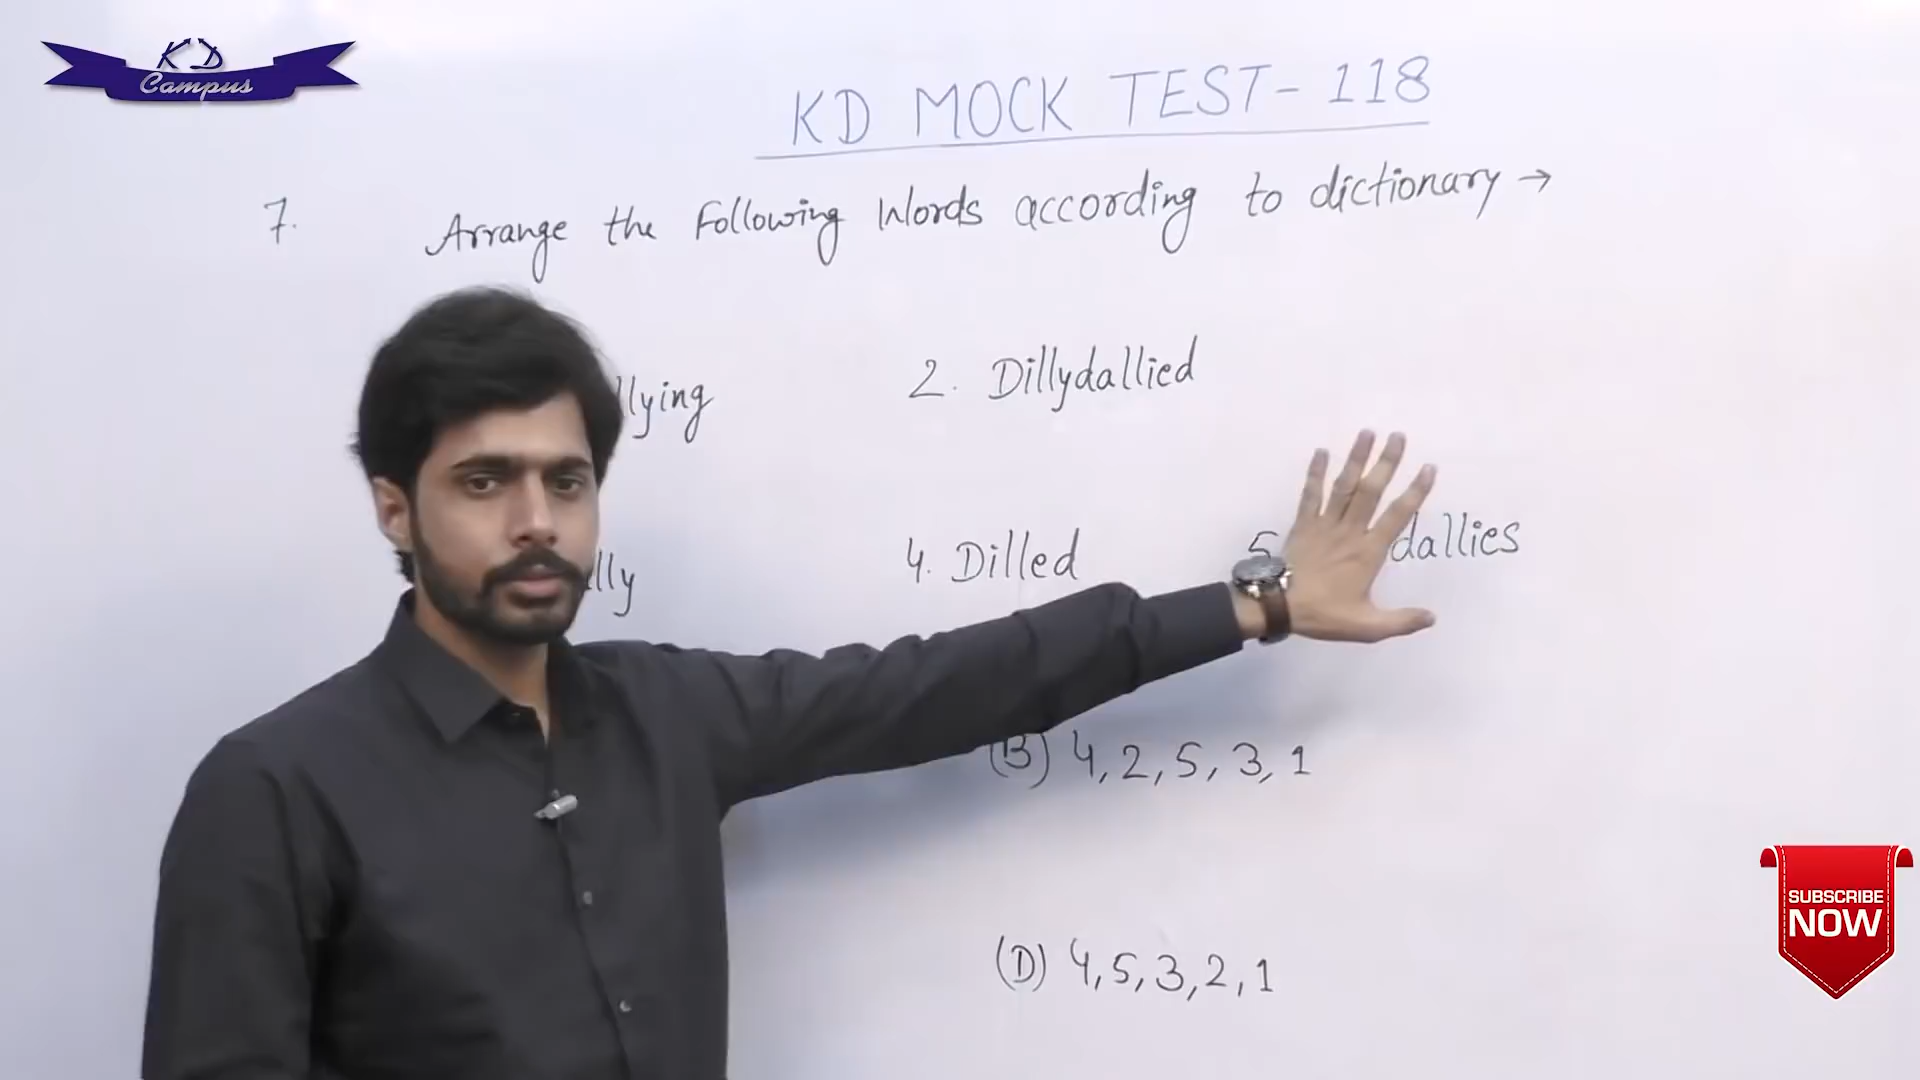 KD
Campus
KD MOCK TEST - 118
7. Arrange the Following Words according to dictionary →
llying 2. Dillydallied
lly 4. Dilled 5 dallies
(B) 4, 2, 5, 3, 1
(D) 4, 5, 3, 2, 1
SUBSCRIBE
NOW